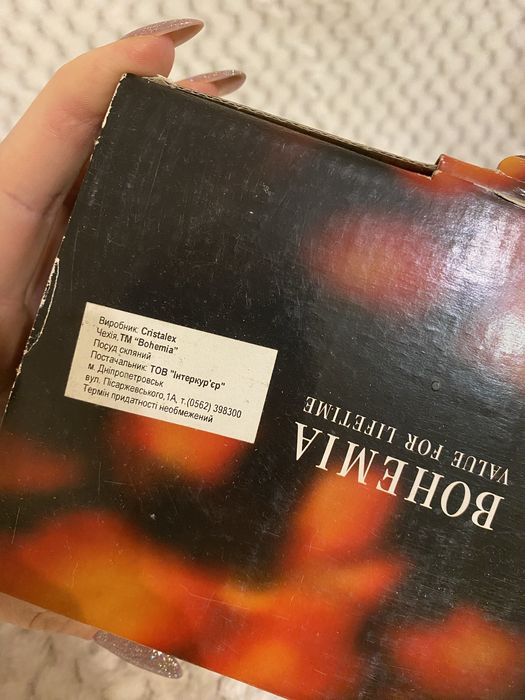 Виробник: Cristalex
Чехія,ТМ "Bohemia"
Посуд скляний
Постачальник: ТОВ "Інтеркур'єр"
м. Дніпропетровськ
вул. Пісаржевського,1А, т.(0562) 398300
Термін придатності необмежений
BOHEMIA
VALUE FOR LIFETIME